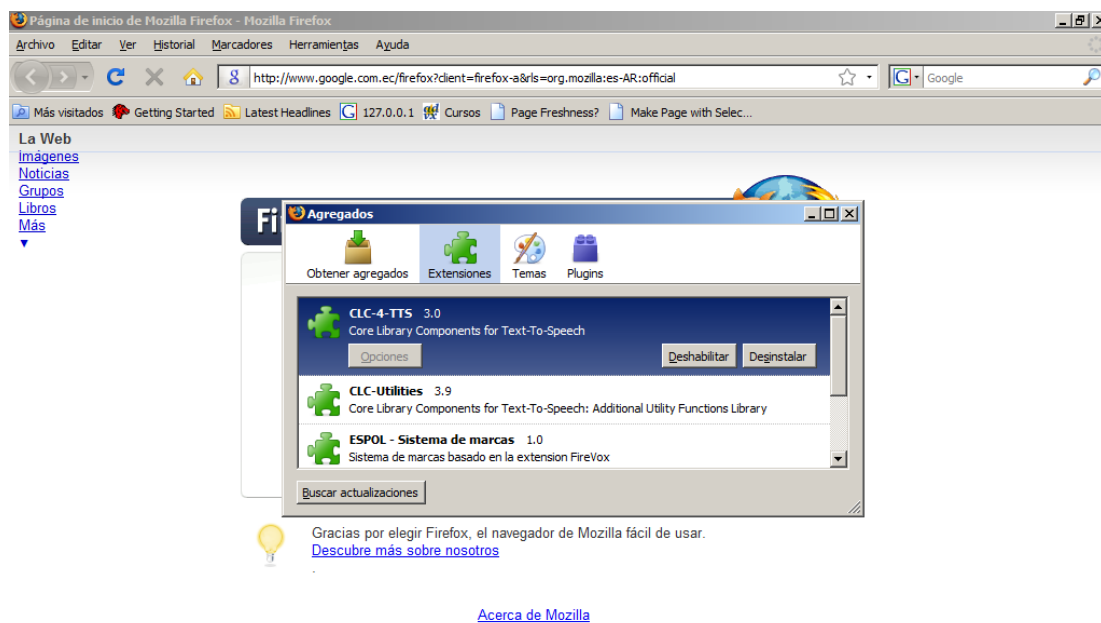 Página de inicio de Mozilla Firefox - Mozilla Firefox
Archivo Editar Ver Historial Marcadores Herramientas Ayuda
http://www.google.com.ec/firefox?client=firefox-a&rls=org.mozilla:es-AR:official Google
Más visitados Getting Started Latest Headlines 127.0.0.1 Cursos Page Freshness? Make Page with Selec...
La Web
Imágenes
Noticias
Grupos
Libros
Más
Fi
Agregados
Obtener agregados Extensiones Temas Plugins
CLC-4-TTS 3.0
Core Library Components for Text-To-Speech
Opciones Deshabilitar Desinstalar
CLC-Utilities 3.9
Core Library Components for Text-To-Speech: Additional Utility Functions Library
ESPOL - Sistema de marcas 1.0
Sistema de marcas basado en la extension FireVox
Buscar actualizaciones
Gracias por elegir Firefox, el navegador de Mozilla fácil de usar.
Descubre más sobre nosotros
.
Acerca de Mozilla